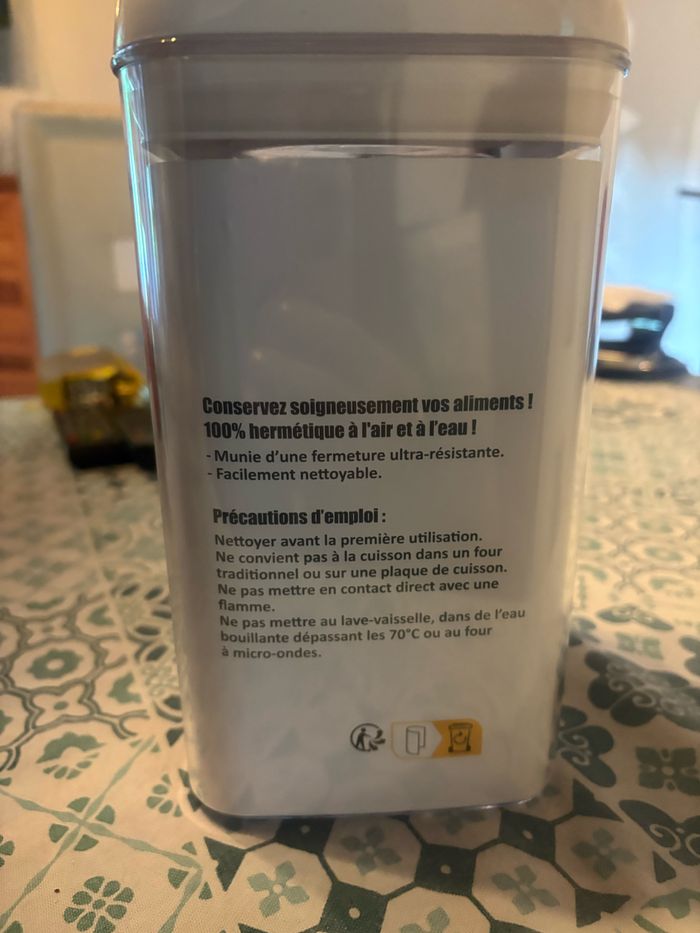 Conservez soigneusement vos aliments !
100% hermétique à l'air et à l'eau !
- Munie d'une fermeture ultra-résistante.
- Facilement nettoyable.
Précautions d'emploi :
Nettoyer avant la première utilisation.
Ne convient pas à la cuisson dans un four
traditionnel ou sur une plaque de cuisson.
Ne pas mettre en contact direct avec une
flamme.
Ne pas mettre au lave-vaisselle, dans de l'eau
bouillante dépassant les 70°C ou au four
à micro-ondes.